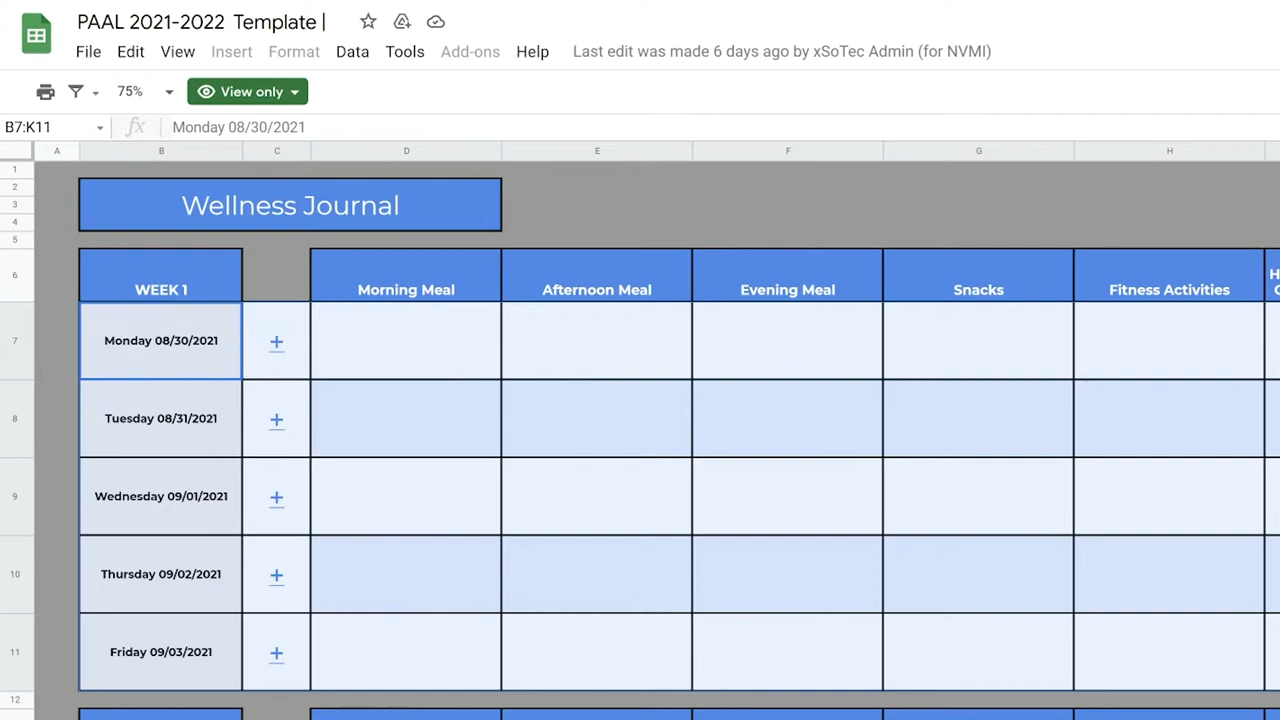 PAAL 2021-2022 Template |
File Edit View Insert Format Data Tools Add-ons Help Last edit was made 6 days ago by xSoTec Admin (for NVMI)
75% View only
B7:K11 fx Monday 08/30/2021
A B C D E F G H
1
2
3
4
5
Wellness Journal
6 WEEK 1 Morning Meal Afternoon Meal Evening Meal Snacks Fitness Activities
7 Monday 08/30/2021 +
8 Tuesday 08/31/2021 +
9 Wednesday 09/01/2021 +
10 Thursday 09/02/2021 +
11 Friday 09/03/2021 +
12